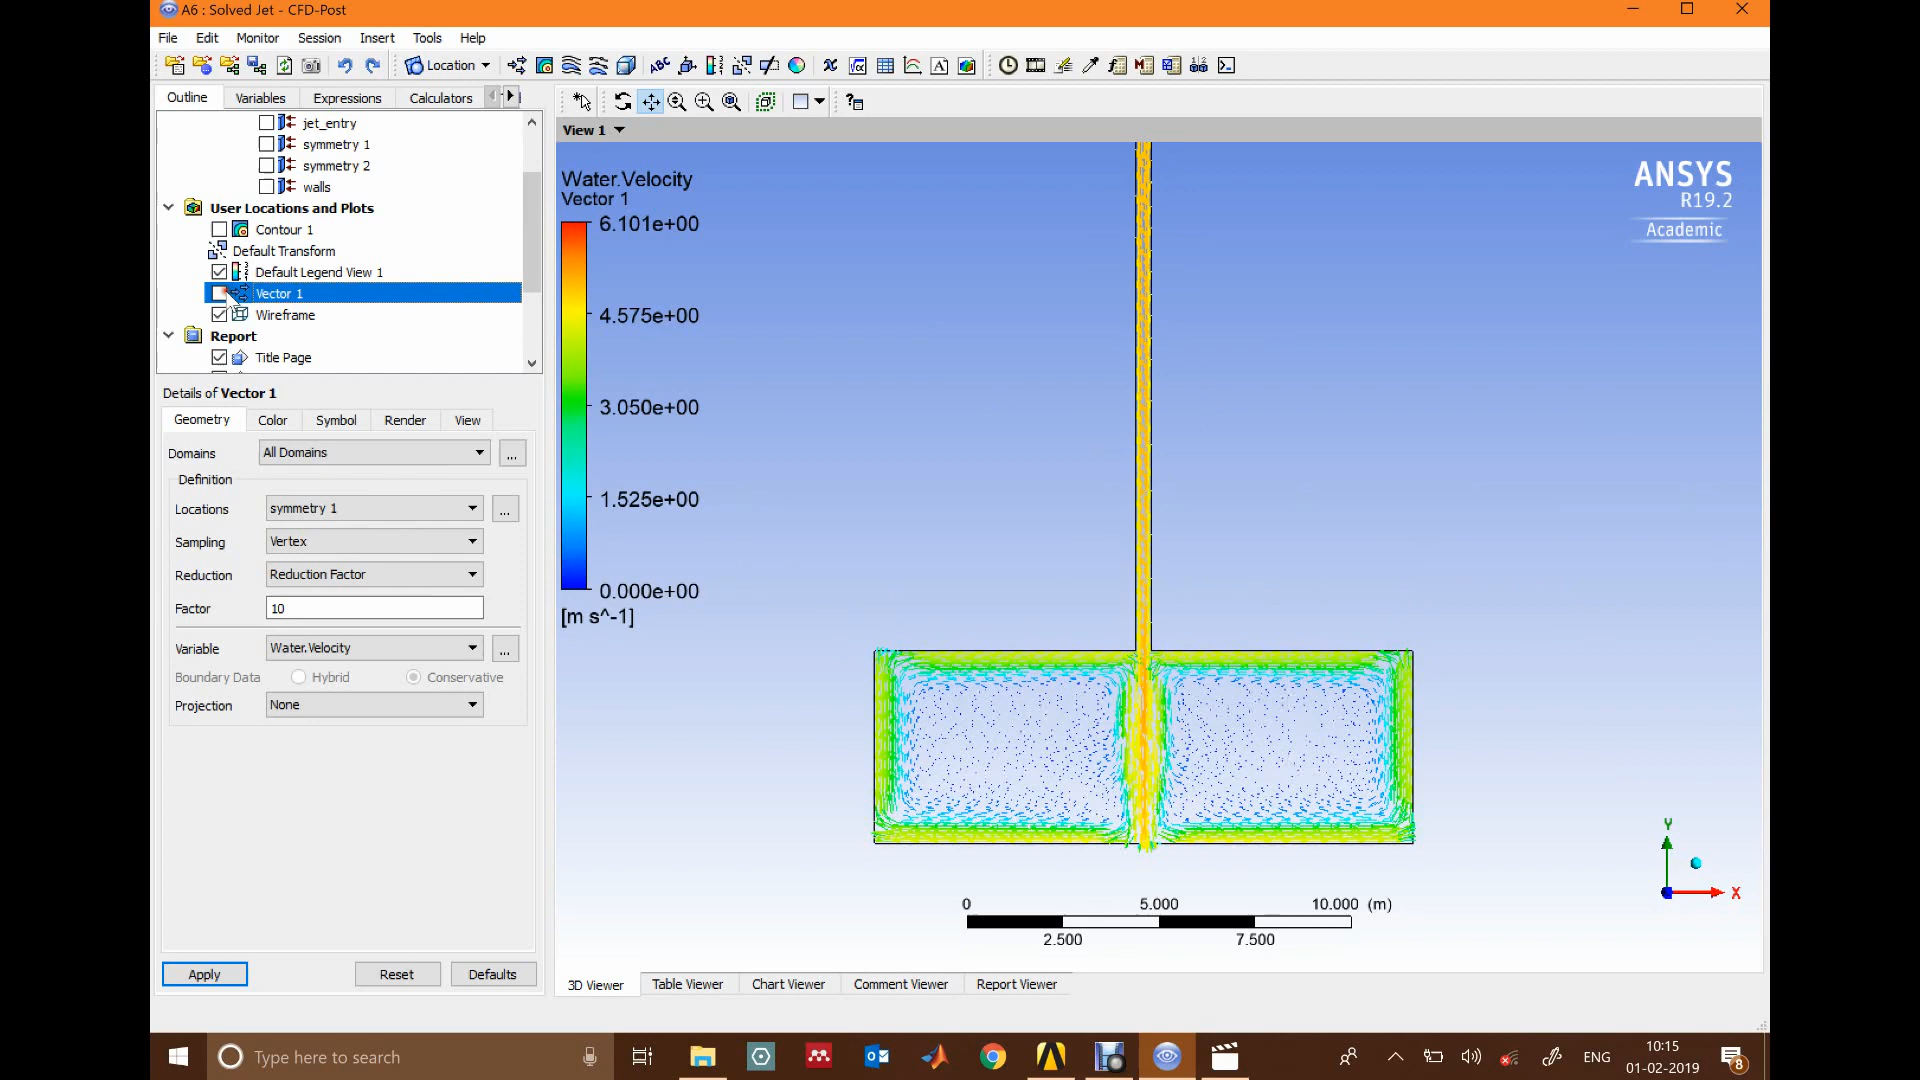 A6 : Solved Jet - CFD-Post
File Edit Monitor Session Insert Tools Help
Location
Outline Variables Expressions Calculators
jet_entry
symmetry 1
symmetry 2
walls
User Locations and Plots
Contour 1
Default Transform
Default Legend View 1
Vector 1
Wireframe
Report
Title Page
Details of Vector 1
Geometry Color Symbol Render View
Domains All Domains ...
Definition
Locations symmetry 1 ...
Sampling Vertex
Reduction Reduction Factor
Factor 10
Variable Water.Velocity ...
Boundary Data Hybrid Conservative
Projection None
Apply Reset Defaults
View 1
Water.Velocity
Vector 1
6.101e+00
4.575e+00
3.050e+00
1.525e+00
0.000e+00
[m s^-1]
ANSYS
R19.2
Academic
Y
X
0 5.000 10.000 (m)
2.500 7.500
3D Viewer Table Viewer Chart Viewer Comment Viewer Report Viewer
Type here to search
ENG
10:15
01-02-2019
8